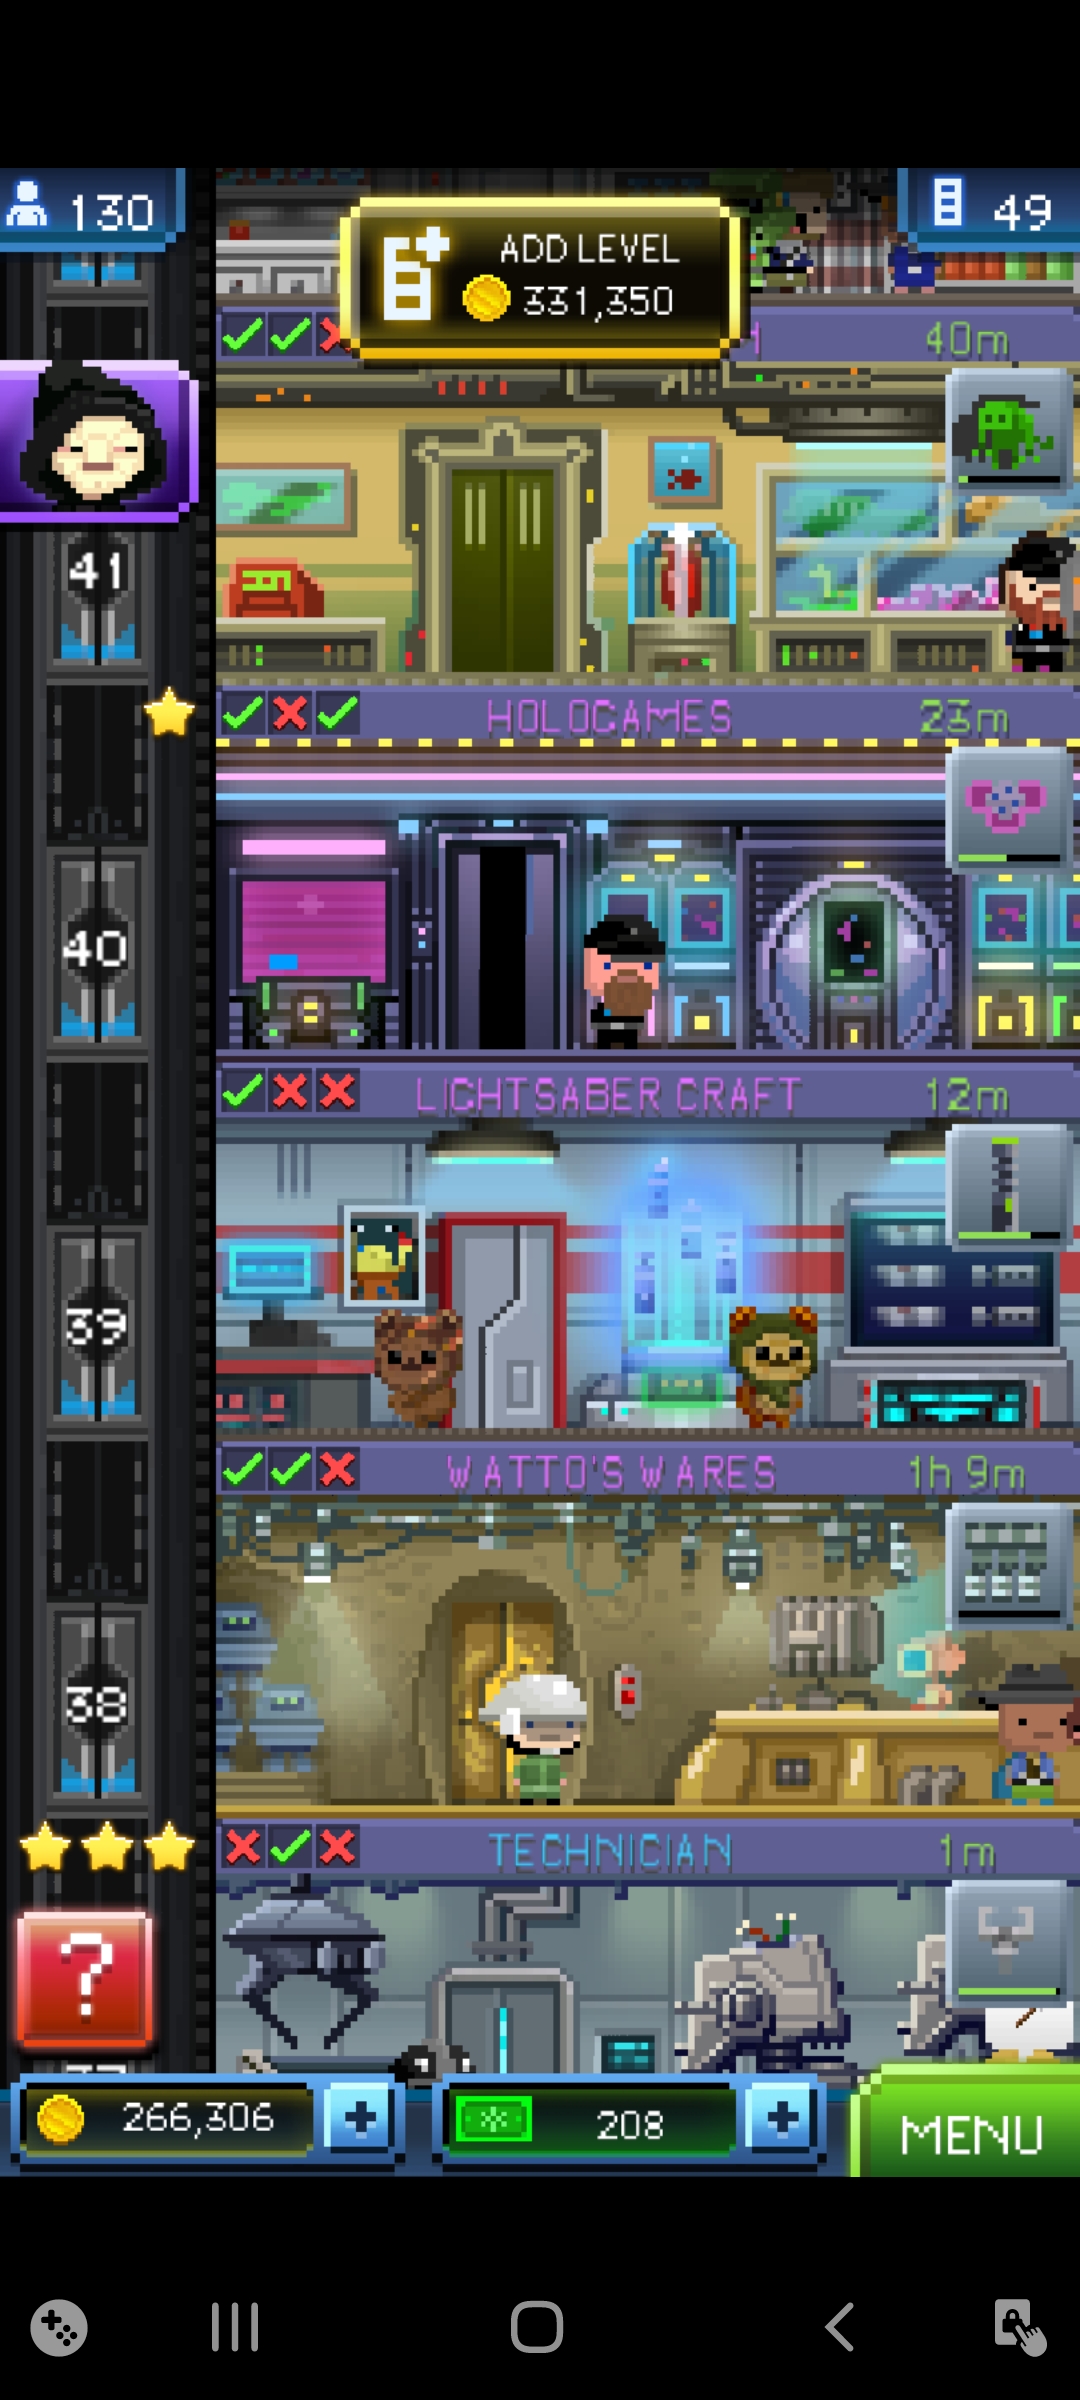 130
49
ADD LEVEL
331,350
40m
41
HOLOGAMES
23m
40
LIGHTSABER CRAFT
12m
39
WATTO'S WARES
1h 9m
38
TECHNICIAN
1m
?
266,306
208
MENU